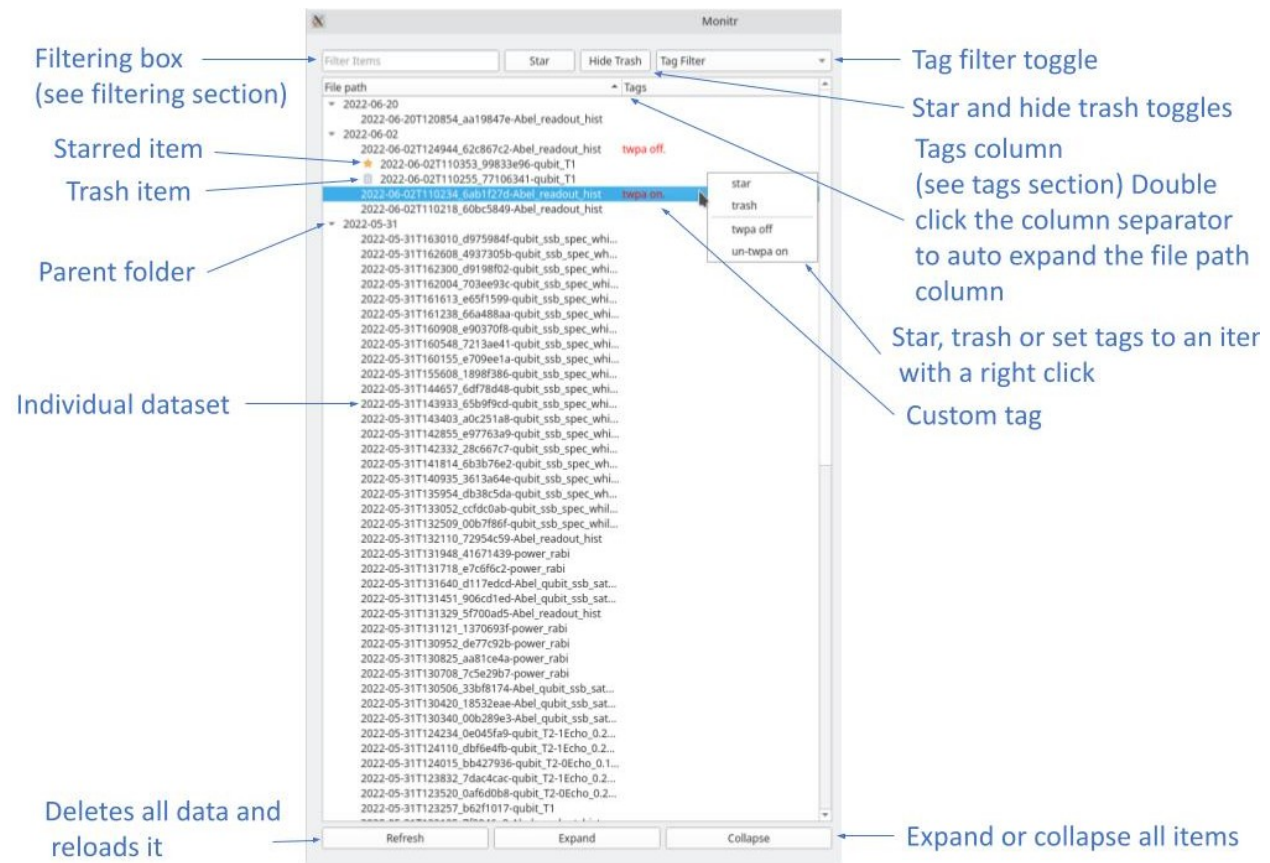 Monitr
Filtering box
(see filtering section)
Filter Items
Star
Hide Trash
Tag Filter
Tag filter toggle
Star and hide trash toggles
File path
Tags
2022-06-20
2022-06-20T120854_aa19847e-Abel_readout_hist
2022-06-02
2022-06-02T124944_62c867c2-Abel_readout_hist twpa off.
Starred item
2022-06-02T110353_99833e96-qubit_T1
Trash item
2022-06-02T110255_77106341-qubit_T1
2022-06-02T110234_6ab1f27d-Abel_readout_hist twpa on.
2022-06-02T110218_60bc5849-Abel_readout_hist
star
trash
twpa off
un-twpa on
Tags column
(see tags section) Double
click the column separator
to auto expand the file path
column
Star, trash or set tags to an iter
with a right click
Custom tag
Parent folder
2022-05-31
2022-05-31T163010_d975984f-qubit_ssb_spec_whi...
2022-05-31T162608_4937305b-qubit_ssb_spec_wh...
2022-05-31T162300_d9198f02-qubit_ssb_spec_whi...
2022-05-31T162004_703ee93c-qubit_ssb_spec_whi...
2022-05-31T161613_e65f1599-qubit_ssb_spec_whi...
2022-05-31T161238_66a488aa-qubit_ssb_spec_whi...
2022-05-31T160908_e90370f8-qubit_ssb_spec_whi...
2022-05-31T160548_7213ae41-qubit_ssb_spec_whi...
2022-05-31T160155_e709ee1a-qubit_ssb_spec_whi...
2022-05-31T155608_1898f386-qubit_ssb_spec_whi...
2022-05-31T144657_6df78d48-qubit_ssb_spec_whi...
Individual dataset
2022-05-31T143933_65b9f9cd-qubit_ssb_spec_whi...
2022-05-31T143403_a0c251a8-qubit_ssb_spec_whi...
2022-05-31T142855_e97763a9-qubit_ssb_spec_whi...
2022-05-31T142332_28c667c7-qubit_ssb_spec_whi...
2022-05-31T141814_6b3b76e2-qubit_ssb_spec_wh...
2022-05-31T140935_3613a64e-qubit_ssb_spec_whi...
2022-05-31T135954_db38c5da-qubit_ssb_spec_wh...
2022-05-31T133052_ccfdc0ab-qubit_ssb_spec_whil...
2022-05-31T132509_00b7f86f-qubit_ssb_spec_whil...
2022-05-31T132110_72954c59-Abel_readout_hist
2022-05-31T131948_41671439-power_rabi
2022-05-31T131718_e7c6f6c2-power_rabi
2022-05-31T131640_d117edcd-Abel_qubit_ssb_sat...
2022-05-31T131451_906cd1ed-Abel_qubit_ssb_sat...
2022-05-31T131329_5f700ad5-Abel_readout_hist
2022-05-31T131121_1370693f-power_rabi
2022-05-31T130952_de77c92b-power_rabi
2022-05-31T130825_aa81ce4a-power_rabi
2022-05-31T130708_7c5e29b7-power_rabi
2022-05-31T130506_33bf8174-Abel_qubit_ssb_sat...
2022-05-31T130420_18532eae-Abel_qubit_ssb_sat...
2022-05-31T130340_00b289e3-Abel_qubit_ssb_sat...
2022-05-31T124234_0e045fa9-qubit_T2-1Echo_0.2...
2022-05-31T124110_dbf6e4fb-qubit_T2-1Echo_0.2...
2022-05-31T124015_bb427936-qubit_T2-0Echo_0.1...
2022-05-31T123832_7dac4cac-qubit_T2-1Echo_0.2...
2022-05-31T123520_0af6d0b8-qubit_T2-0Echo_0.2...
2022-05-31T123257_b62f1017-qubit_T1
Deletes all data and
reloads it
Refresh
Expand
Collapse
Expand or collapse all items